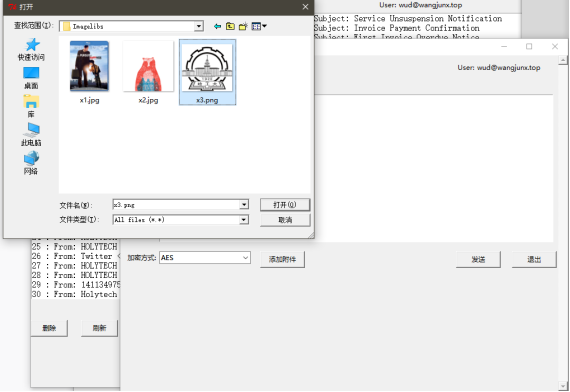 打开
查找范围(I):
Imagelibs
快速访问
桌面
库
此电脑
网络
x1.jpg
x2.jpg
x3.png
文件名(N):
x3.png
打开(O)
文件类型(T):
All files (*.*)
取消
User: wud@wangjunx.top
Subject: Service Unsuspension Notification
Subject: Invoice Payment Confirmation
Subject: First Invoice Overdue Notice
User: wud@wangjunx.top
25 : From: HOLYTECH
26 : From: Twitter <
27 : From: HOLYTECH
28 : From: HOLYTECH
29 : From: 141134975
30 : From: Holytech
删除
刷新
加密方式:
AES
添加附件
发送
退出